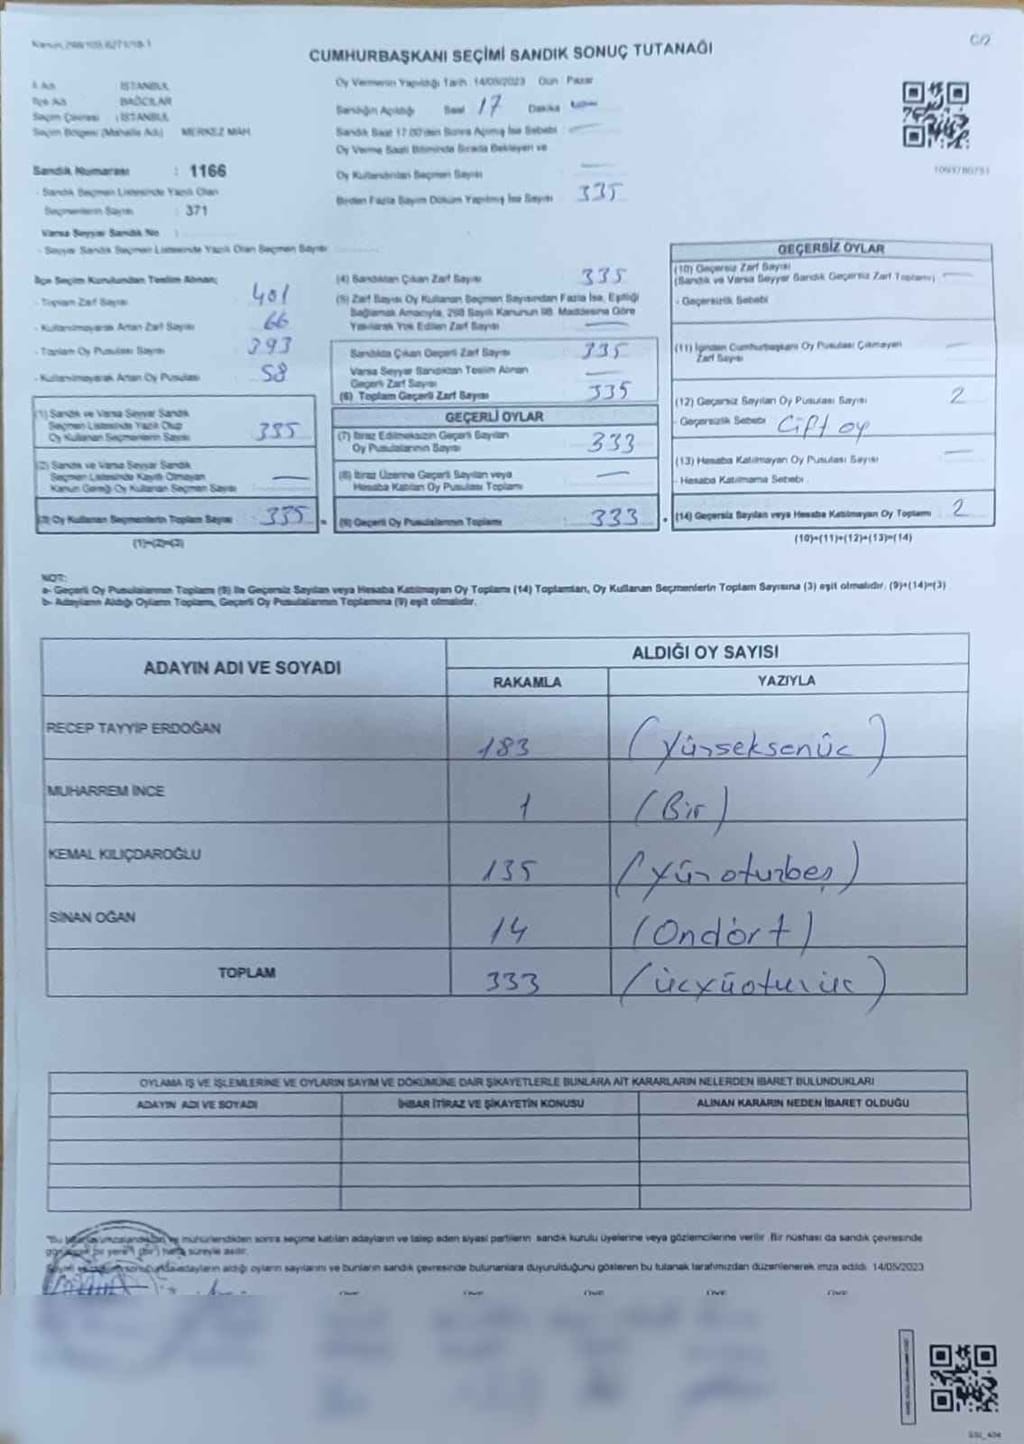 C/2
CUMHURBAŞKANI SEÇİMİ SANDIK SONUÇ TUTANAĞI
İl Adı : İSTANBUL
İlçe Adı : BAĞCILAR
Seçim Çevresi : İSTANBUL
Seçim Bölgesi (Mahalle Adı) : MERKEZ MAH.
Sandık Numarası : 1166
- Sandık Seçmen Listesinde Yazılı Olan
Seçmenlerin Sayısı : 371
Varsa Seyyar Sandık No :
- Seyyar Sandık Seçmen Listesinde Yazılı Olan Seçmen Sayısı
Oy Vermenin Yapıldığı Tarih 14/05/2023 Gün Pazar
Sandığın Açıldığı Saat 17 Dakika
Sandık Saat 17.00'den Sonra Açılmış İse Sebebi
Oy Verme Saati Bitiminde Sırada Bekleyen ve
Oy Kullandırılan Seçmen Sayısı
Birden Fazla Sayım Döküm Yapılmış İse Sayısı 335
İlçe Seçim Kurulundan Teslim Alınan;
- Toplam Zarf Sayısı 401
- Kullanılmayarak Artan Zarf Sayısı 66
- Toplam Oy Pusulası Sayısı 393
- Kullanılmayarak Artan Oy Pusulası 58
(1) Sandık ve Varsa Seyyar Sandık
Seçmen Listesinde Yazılı Olup
Oy Kullanan Seçmenlerin Sayısı 335
(2) Sandık ve Varsa Seyyar Sandık
Seçmen Listesinde Kayıtlı Olmayan
Kanun Gereği Oy Kullanan Seçmen Sayısı
(3) Oy Kullanan Seçmenlerin Toplam Sayısı 335
(1)+(2)=(3)
(4) Sandıktan Çıkan Zarf Sayısı 335
(5) Zarf Sayısı Oy Kullanan Seçmen Sayısından Fazla İse, Eşitliği
Sağlamak Amacıyla, 298 Sayılı Kanunun 98. Maddesine Göre
Yakılarak Yok Edilen Zarf Sayısı
Sandıkta Çıkan Geçerli Zarf Sayısı 335
Varsa Seyyar Sandıktan Teslim Alınan
Geçerli Zarf Sayısı
(6) Toplam Geçerli Zarf Sayısı 335
GEÇERLİ OYLAR
(7) İtiraz Edilmeksizin Geçerli Sayılan
Oy Pusulalarının Sayısı 333
(8) İtiraz Üzerine Geçerli Sayılan veya
Hesaba Katılan Oy Pusulası Toplamı
(9) Geçerli Oy Pusulalarının Toplamı 333
GEÇERSİZ OYLAR
(10) Geçersiz Zarf Sayısı
(Sandık ve Varsa Seyyar Sandık Geçersiz Zarf Toplamı)
- Geçersizlik Sebebi
(11) İçinden Cumhurbaşkanı Oy Pusulası Çıkmayan
Zarf Sayısı
(12) Geçersiz Sayılan Oy Pusulası Sayısı 2
- Geçersizlik Sebebi Çift oy
(13) Hesaba Katılmayan Oy Pusulası Sayısı
- Hesaba Katılmama Sebebi
(14) Geçersiz Sayılan veya Hesaba Katılmayan Oy Toplamı 2
(10)+(11)+(12)+(13)=(14)
NOT:
a- Geçerli Oy Pusulalarının Toplamı (9) ile Geçersiz Sayılan veya Hesaba Katılmayan Oy Toplamı (14) Toplamları, Oy Kullanan Seçmenlerin Toplam Sayısına (3) eşit olmalıdır. (9)+(14)=(3)
b- Adayların Aldığı Oyların Toplamı, Geçerli Oy Pusulalarının Toplamına (9) eşit olmalıdır.
ADAYIN ADI VE SOYADI
ALDIĞI OY SAYISI
RAKAMLA YAZIYLA
RECEP TAYYİP ERDOĞAN 183 (Yüzseksenüç)
MUHARREM İNCE 1 (Bir)
KEMAL KILIÇDAROĞLU 135 (Yüzoturbeş)
SİNAN OĞAN 14 (Ondört)
TOPLAM 333 (üçyüoturüç)
OYLAMA İŞ VE İŞLEMLERİNE VE OYLARIN SAYIM VE DÖKÜMÜNE DAİR ŞİKAYETLERLE BUNLARA AİT KARARLARIN NELERDEN İBARET BULUNDUKLARI
ADAYIN ADI VE SOYADI İHBAR İTİRAZ VE ŞİKAYETİN KONUSU ALINAN KARARIN NEDEN İBARET OLDUĞU
mühürlendikten sonra seçime katılan adayların ve talep eden siyasi partilerin sandık kurulu üyelerine veya gözlemcilerine verilir. Bir nüshası da sandık çevresinde
bir yere (bir) hafta süreyle asılır.
adayların aldığı oyların sayılarını ve bunların sandık çevresinde bulunanlara duyurulduğunu gösteren bu tutanak tarafımızdan düzenlenerek imza edildi. 14/05/2023